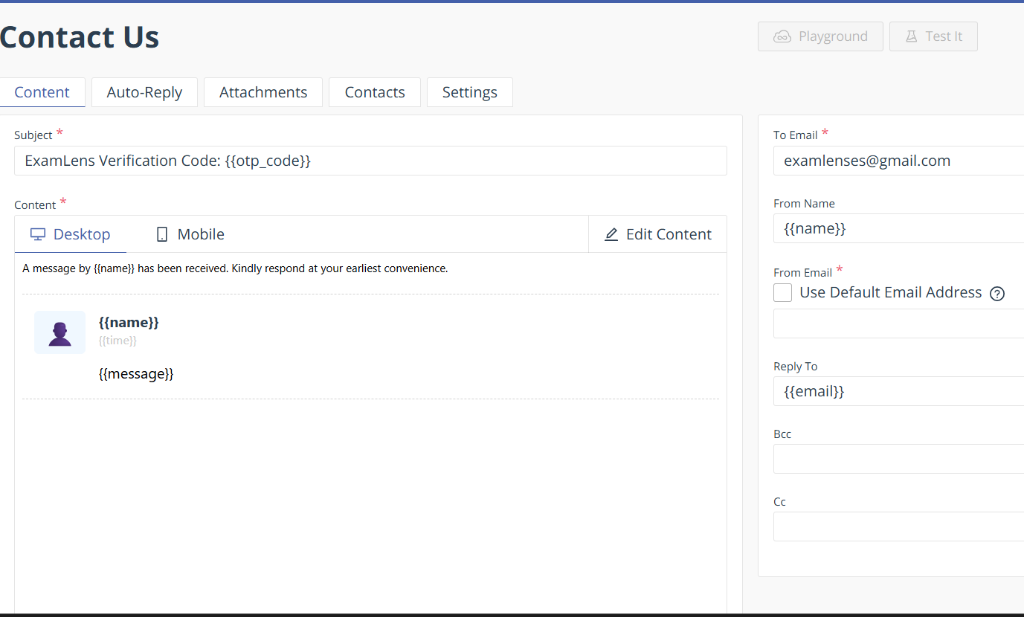 Contact Us
Playground
Test It
Content
Auto-Reply
Attachments
Contacts
Settings
Subject *
ExamLens Verification Code: {{otp_code}}
Content *
Desktop
Mobile
Edit Content
A message by {{name}} has been received. Kindly respond at your earliest convenience.
{{name}}
{{time}}
{{message}}
To Email *
examlenses@gmail.com
From Name
{{name}}
From Email *
Use Default Email Address ?
Reply To
{{email}}
Bcc
Cc